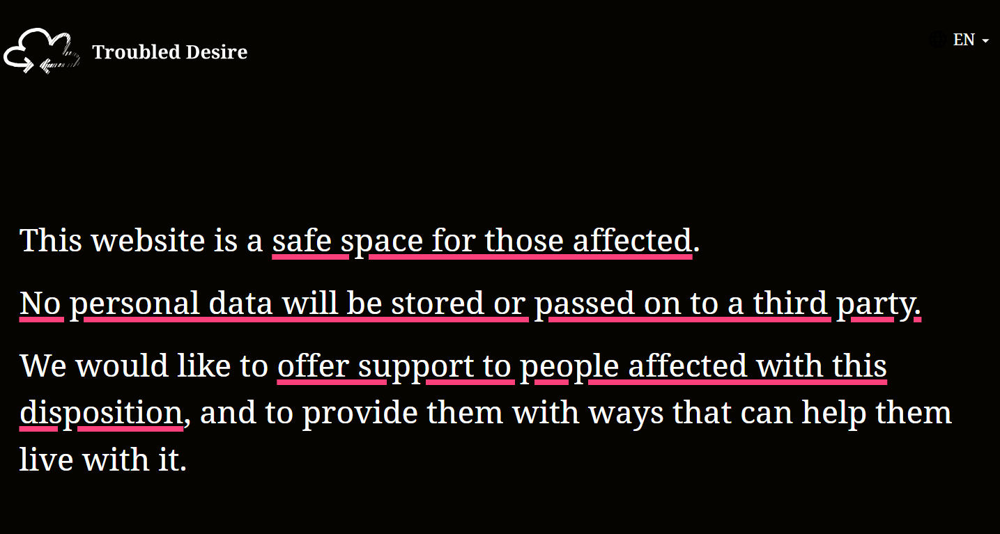 Troubled Desire
EN
This website is a safe space for those affected.
No personal data will be stored or passed on to a third party.
We would like to offer support to people affected with this
disposition, and to provide them with ways that can help them
live with it.